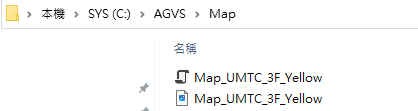 本機 > SYS (C:) > AGVS > Map
名稱
Map_UMTC_3F_Yellow
Map_UMTC_3F_Yellow